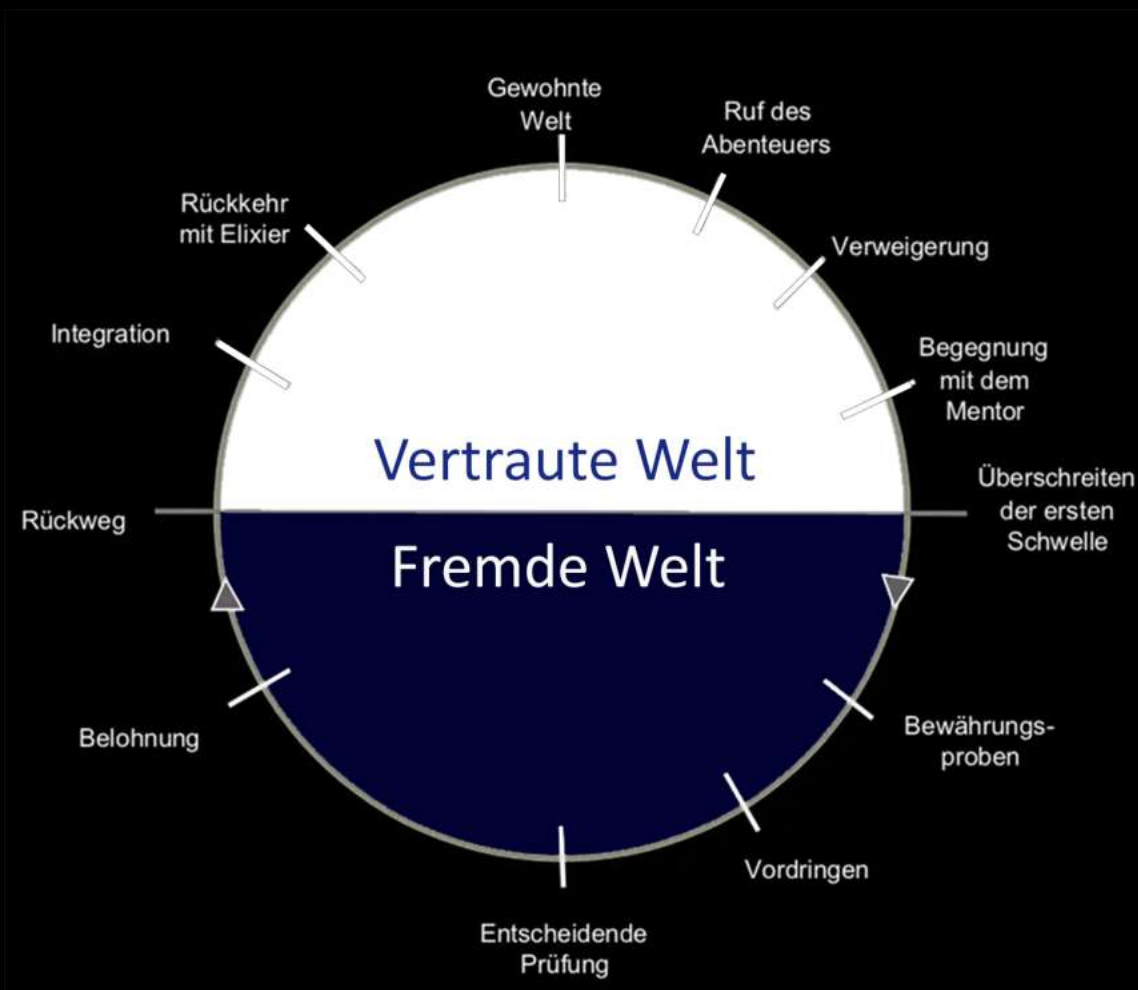 Gewohnte
Welt
Ruf des
Abenteuers
Verweigerung
Begegnung
mit dem
Mentor
Überschreiten
der ersten
Schwelle
Bewährungs-
proben
Vordringen
Entscheidende
Prüfung
Belohnung
Rückweg
Integration
Rückkehr
mit Elixier
Vertraute Welt
Fremde Welt